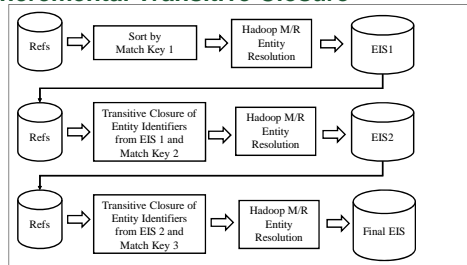 Incremental Transitive Closure
Refs
Sort by
Match Key 1
Hadoop M/R
Entity
Resolution
EIS1
Refs
Transitive Closure of
Entity Identifiers
from EIS 1 and
Match Key 2
Hadoop M/R
Entity
Resolution
EIS2
Refs
Transitive Closure of
Entity Identifiers
from EIS 2 and
Match Key 3
Hadoop M/R
Entity
Resolution
Final EIS